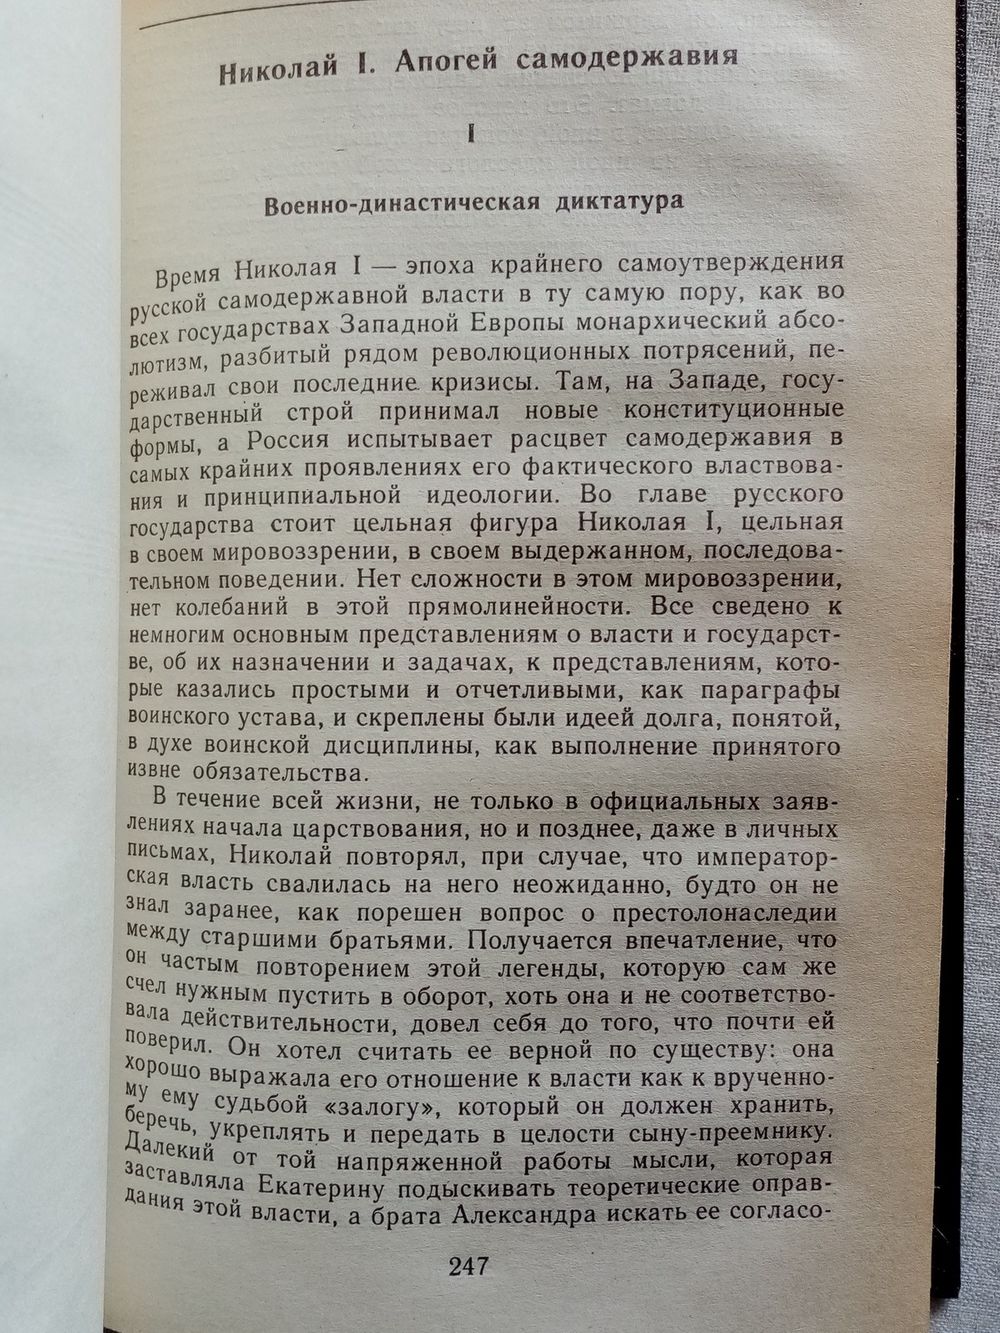 Николай I. Апогей самодержавия
I
Военно-династическая диктатура
Время Николая I — эпоха крайнего самоутверждения
русской самодержавной власти в ту самую пору, как во
всех государствах Западной Европы монархический абсо-
лютизм, разбитый рядом революционных потрясений, пе-
реживал свои последние кризисы. Там, на Западе, госу-
дарственный строй принимал новые конституционные
формы, а Россия испытывает расцвет самодержавия в
самых крайних проявлениях его фактического властвова-
ния и принципиальной идеологии. Во главе русского
государства стоит цельная фигура Николая I, цельная
в своем мировоззрении, в своем выдержанном, последова-
тельном поведении. Нет сложности в этом мировоззрении,
нет колебаний в этой прямолинейности. Все сведено к
немногим основным представлениям о власти и государст-
ве, об их назначении и задачах, к представлениям, кото-
рые казались простыми и отчетливыми, как параграфы
воинского устава, и скреплены были идеей долга, понятой,
в духе воинской дисциплины, как выполнение принятого
извне обязательства.
В течение всей жизни, не только в официальных заяв-
лениях начала царствования, но и позднее, даже в личных
письмах, Николай повторял, при случае, что император-
ская власть свалилась на него неожиданно, будто он не
знал заранее, как порешен вопрос о престолонаследии
между старшими братьями. Получается впечатление, что
он частым повторением этой легенды, которую сам же
счел нужным пустить в оборот, хоть она и не соответство-
вала действительности, довел себя до того, что почти ей
поверил. Он хотел считать ее верной по существу: она
хорошо выражала его отношение к власти как к врученно-
му ему судьбой «залогу», который он должен хранить,
беречь, укреплять и передать в целости сыну-преемнику.
Далекий от той напряженной работы мысли, которая
заставляла Екатерину подыскивать теоретические оправ-
дания этой власти, а брата Александра искать ее согласо-
247